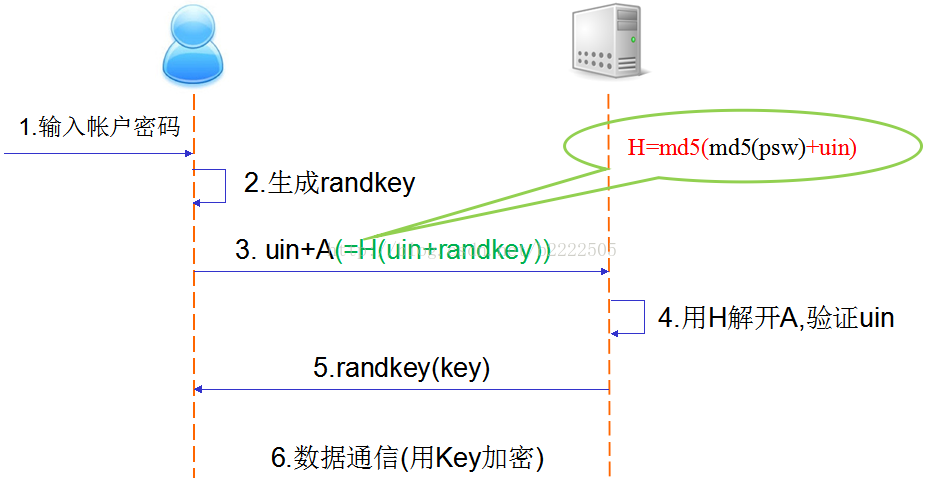 1.输入帐户密码
H=md5(md5(psw)+uin)
2.生成randkey
3. uin+A(=H(uin+randkey))
4.用H解开A,验证uin
5.randkey(key)
6.数据通信(用Key加密)